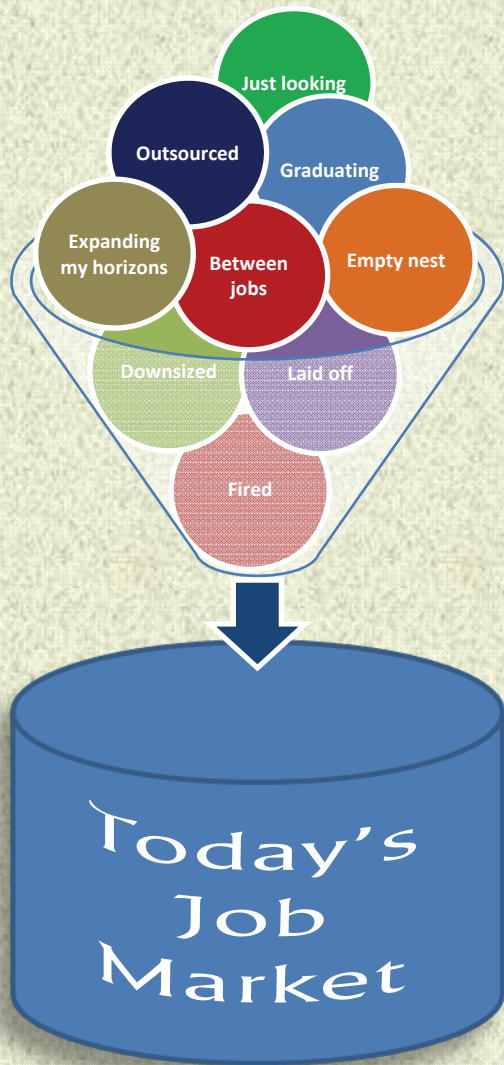 Just looking
Outsourced
Graduating
Expanding
my horizons
Between
jobs
Empty nest
Downsized
Laid off
Fired
Today's
Job
Market